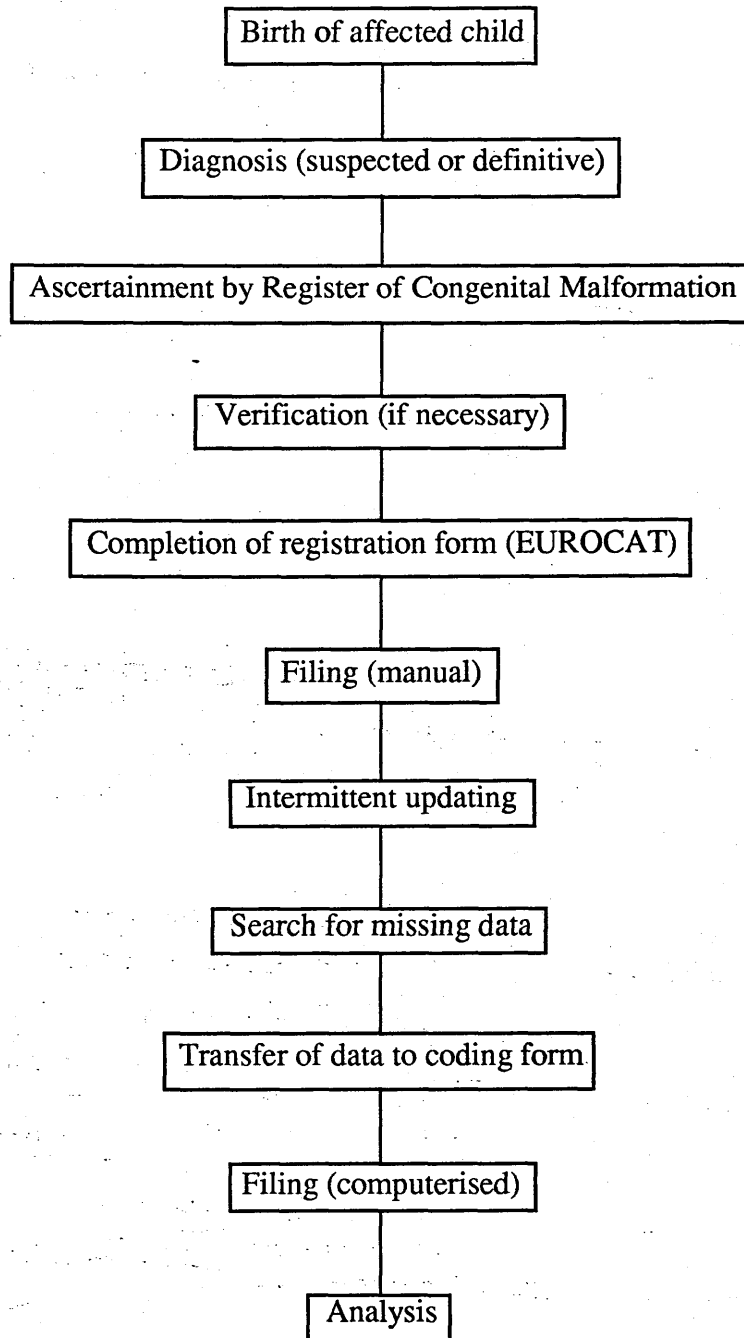 Birth of affected child
Diagnosis (suspected or definitive)
Ascertainment by Register of Congenital Malformation
Verification (if necessary)
Completion of registration form (EUROCAT)
Filing (manual)
Intermittent updating
Search for missing data
Transfer of data to coding form
Filing (computerised)
Analysis